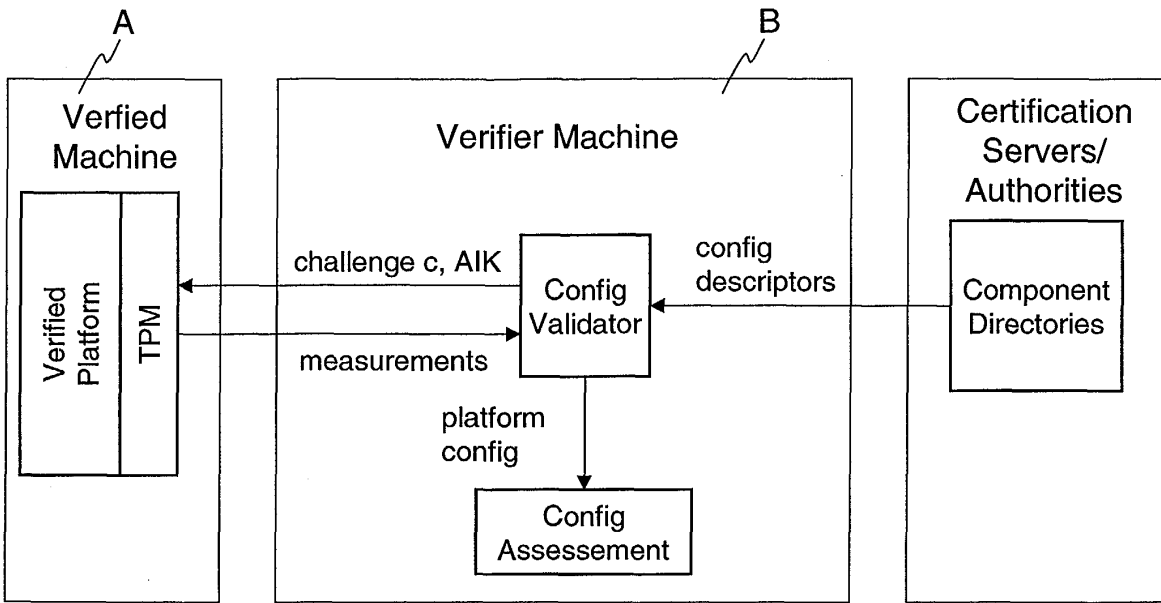 A
B
Verfied
Machine
Verified
Platform
TPM
Verifier Machine
challenge c, AIK
measurements
Config
Validator
platform
config
Config
Assessement
config
descriptors
Certification
Servers/
Authorities
Component
Directories